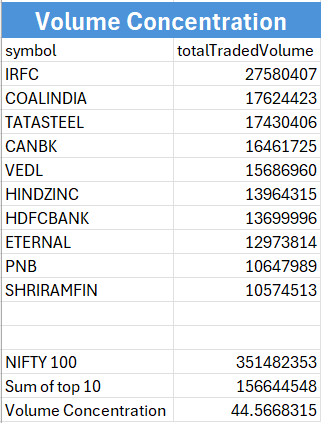 Volume Concentration
symbol totalTradedVolume
IRFC 27580407
COALINDIA 17624423
TATASTEEL 17430406
CANBK 16461725
VEDL 15686960
HINDZINC 13964315
HDFCBANK 13699996
ETERNAL 12973814
PNB 10647989
SHRIRAMFIN 10574513
NIFTY 100 351482353
Sum of top 10 156644548
Volume Concentration 44.5668315